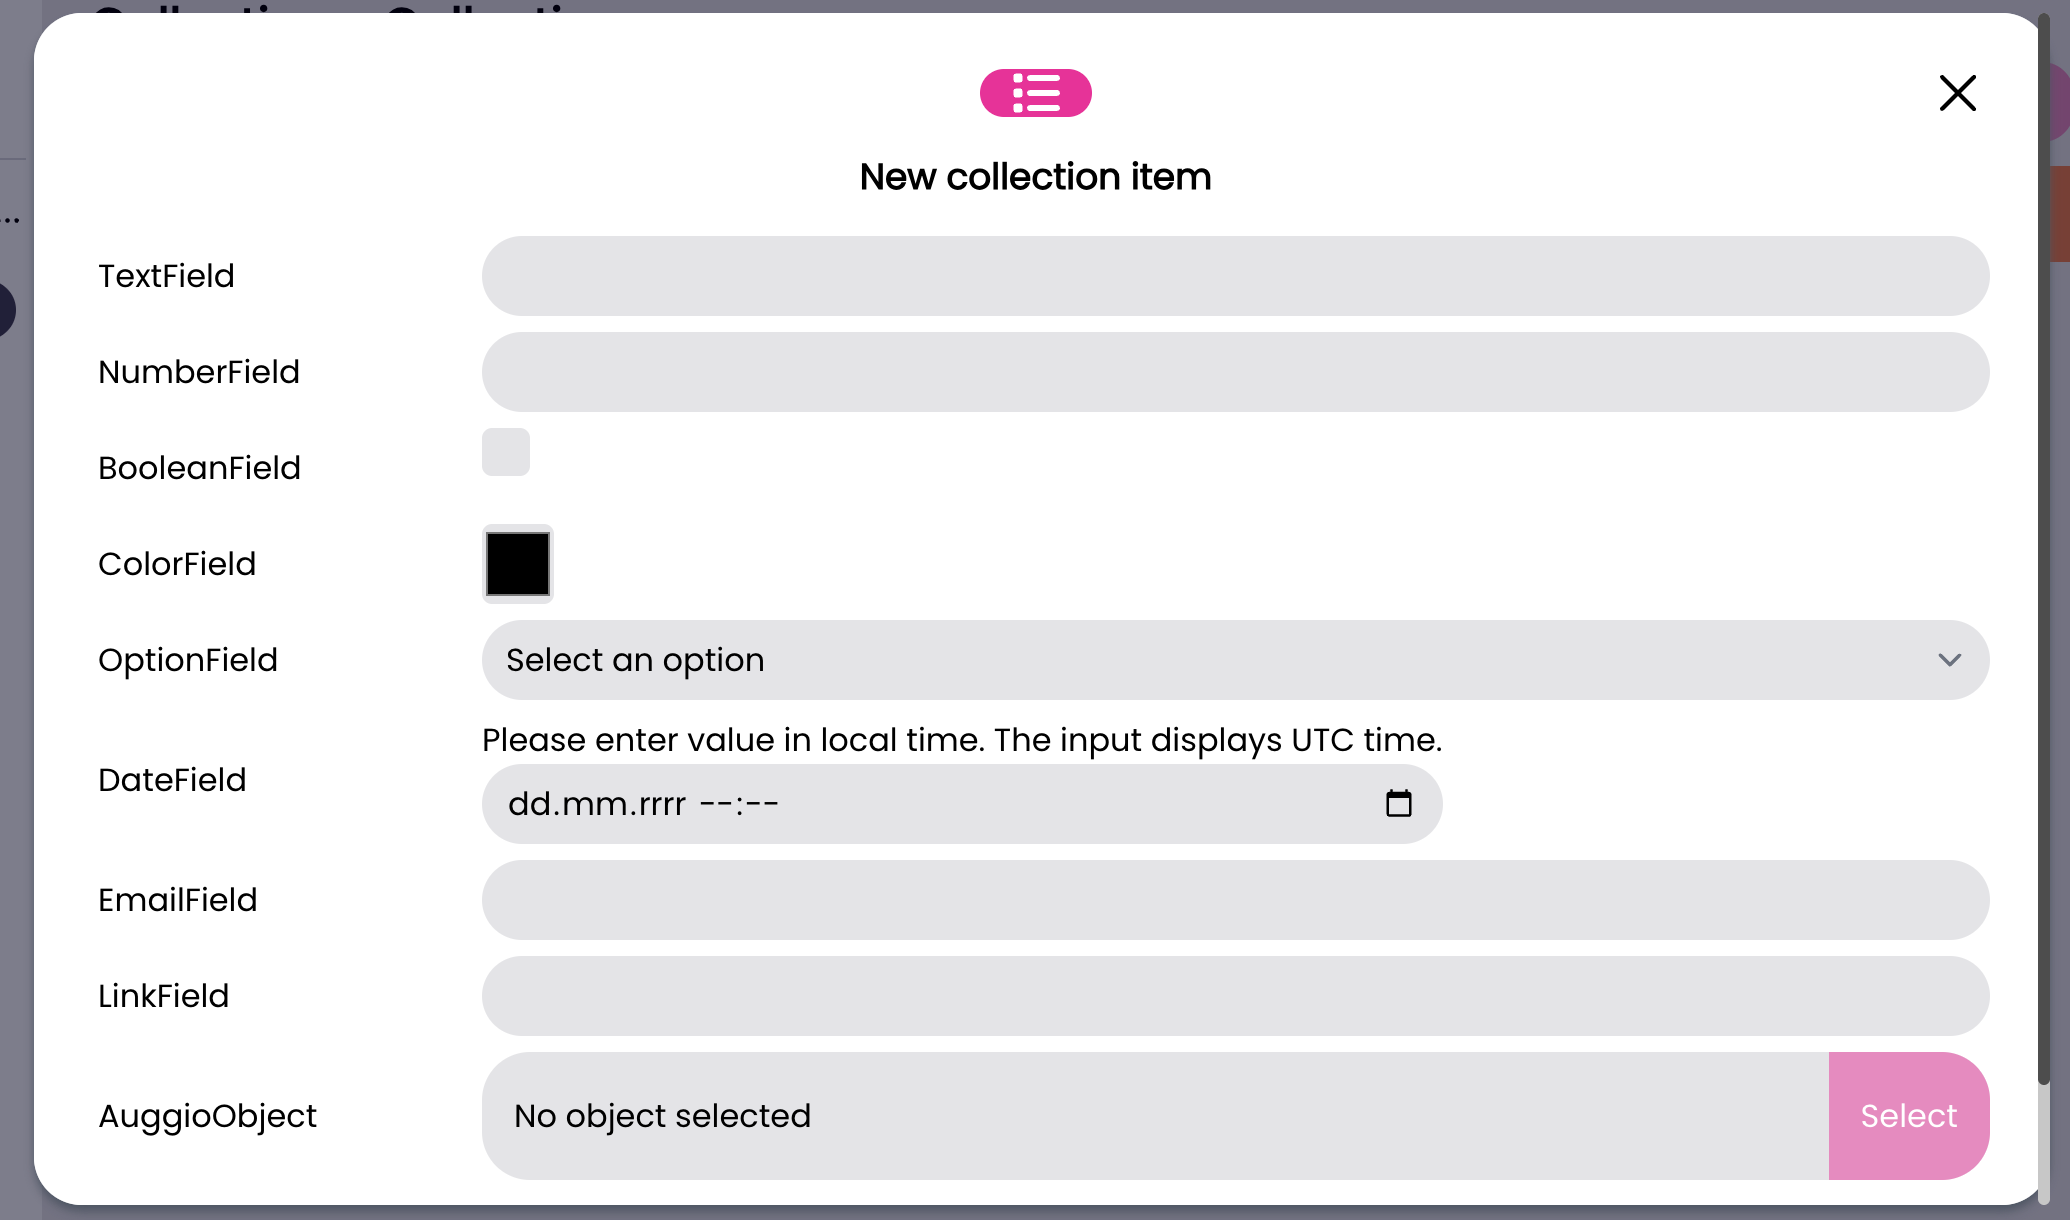 New collection item
TextField
NumberField
BooleanField
ColorField
OptionField
Select an option
Please enter value in local time. The input displays UTC time.
DateField
dd.mm.rrrr --:--
EmailField
LinkField
AuggioObject
No object selected
Select